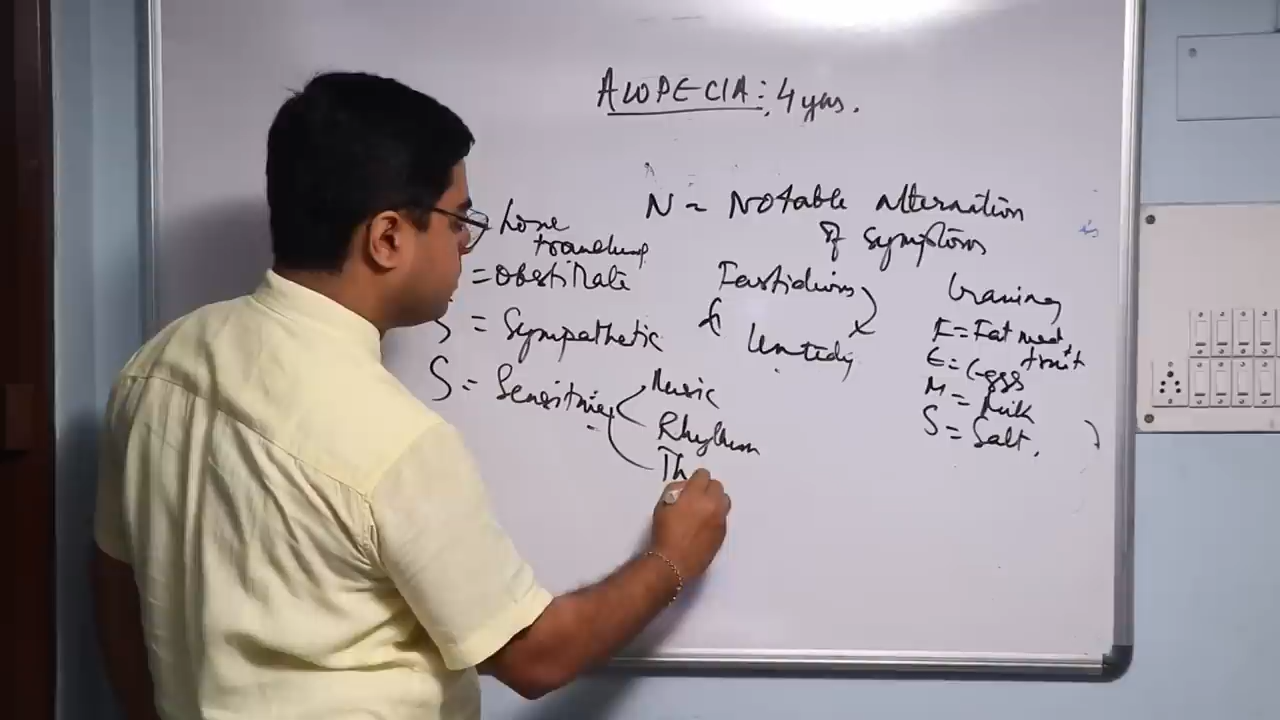 ALOPECIA: 4 yrs.
N = Notable alternation
of symptoms
= Love
travelling
= Obstinate
S = Sympathetic
S = Sensitive
Music
Rhythm
Th
Fastidious
&
Untidy
Craving
F = Fat meat, fruit
E = Eggs
M = Milk
S = Salt.